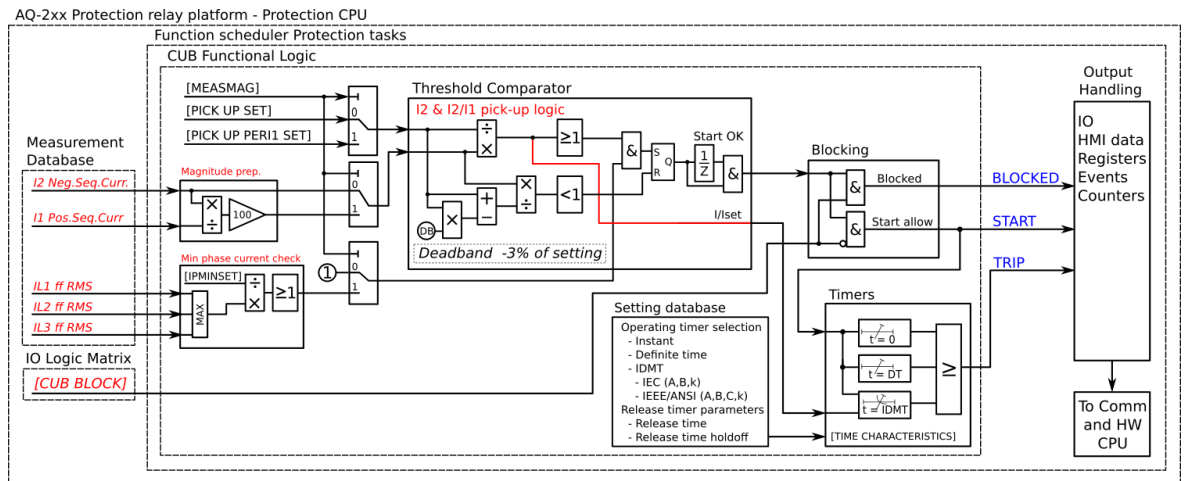 AQ-2xx Protection relay platform - Protection CPU
Function scheduler Protection tasks
CUB Functional Logic
[MEASMAG]
[PICK UP SET]
[PICK UP PERI1 SET]
0
1
Threshold Comparator
I2 & I2/I1 pick-up logic
÷
×
≥1
&
S
R
Q
Start OK
1
Z
&
<1
×
÷
+
−
×
DB
I/Iset
Deadband -3% of setting
Measurement
Database
I2 Neg.Seq.Curr.
I1 Pos.Seq.Curr
IL1 ff RMS
IL2 ff RMS
IL3 ff RMS
Magnitude prep.
×
÷
100
0
1
Min phase current check
[IPMINSET]
MAX
÷
×
≥1
1
0
1
IO Logic Matrix
[CUB BLOCK]
Blocking
&
Blocked
&
Start allow
BLOCKED
START
TRIP
Output
Handling
IO
HMI data
Registers
Events
Counters
To Comm
and HW
CPU
Setting database
Operating timer selection
- Instant
- Definite time
- IDMT
- IEC (A,B,k)
- IEEE/ANSI (A,B,C,k)
Release timer parameters
- Release time
- Release time holdoff
Timers
t = 0
t = DT
t = IDMT
≥1
[TIME CHARACTERISTICS]